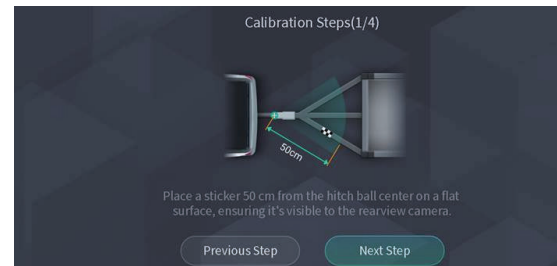 Calibration Steps(1/4)
50cm
Place a sticker 50 cm from the hitch ball center on a flat
surface, ensuring it's visible to the rearview camera.
Previous Step
Next Step